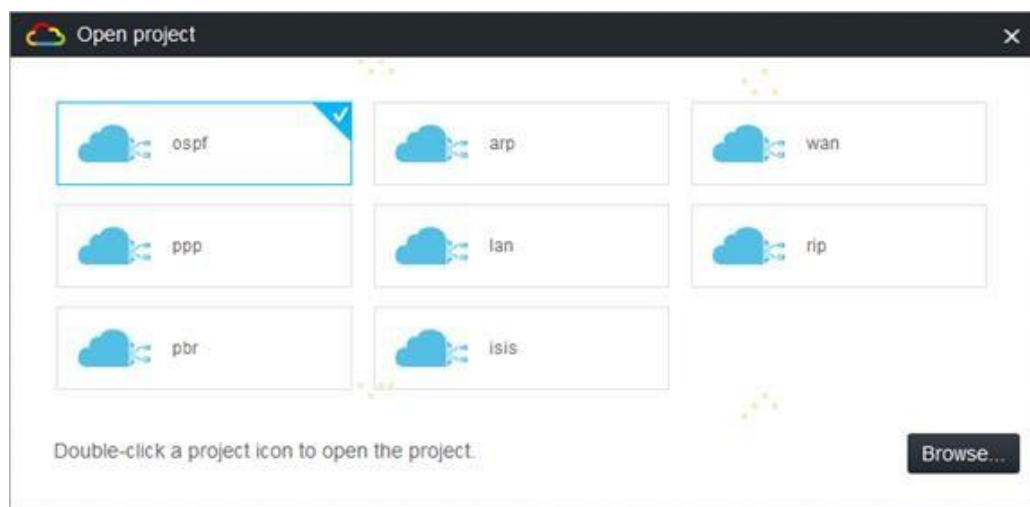 Open project
ospf
arp
wan
ppp
lan
rip
pbr
isis
Double-click a project icon to open the project.
Browse...